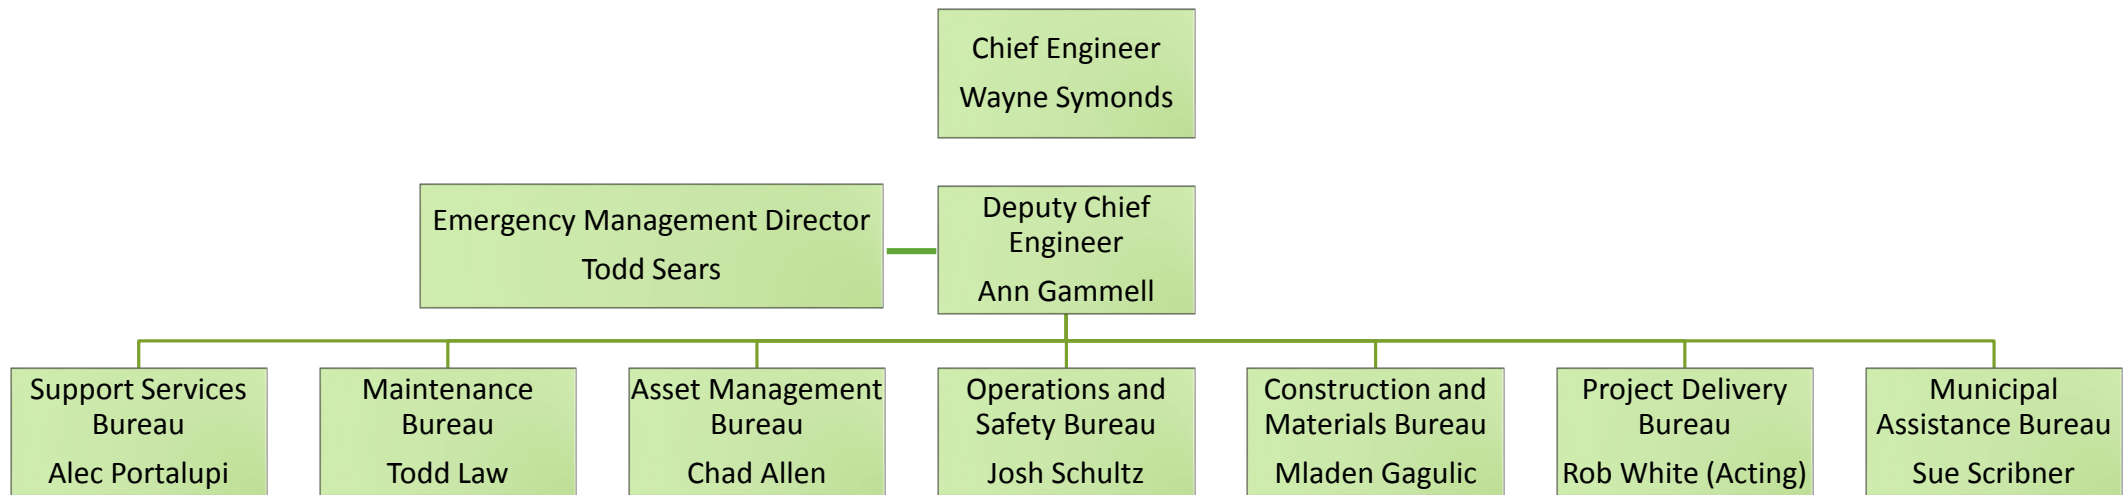 Chief Engineer
Wayne Symonds
Emergency Management Director
Todd Sears
Deputy Chief
Engineer
Ann Gammell
Support Services
Bureau
Alec Portalupi
Maintenance
Bureau
Todd Law
Asset Management
Bureau
Chad Allen
Operations and
Safety Bureau
Josh Schultz
Construction and
Materials Bureau
Mladen Gagulic
Project Delivery
Bureau
Rob White (Acting)
Municipal
Assistance Bureau
Sue Scribner